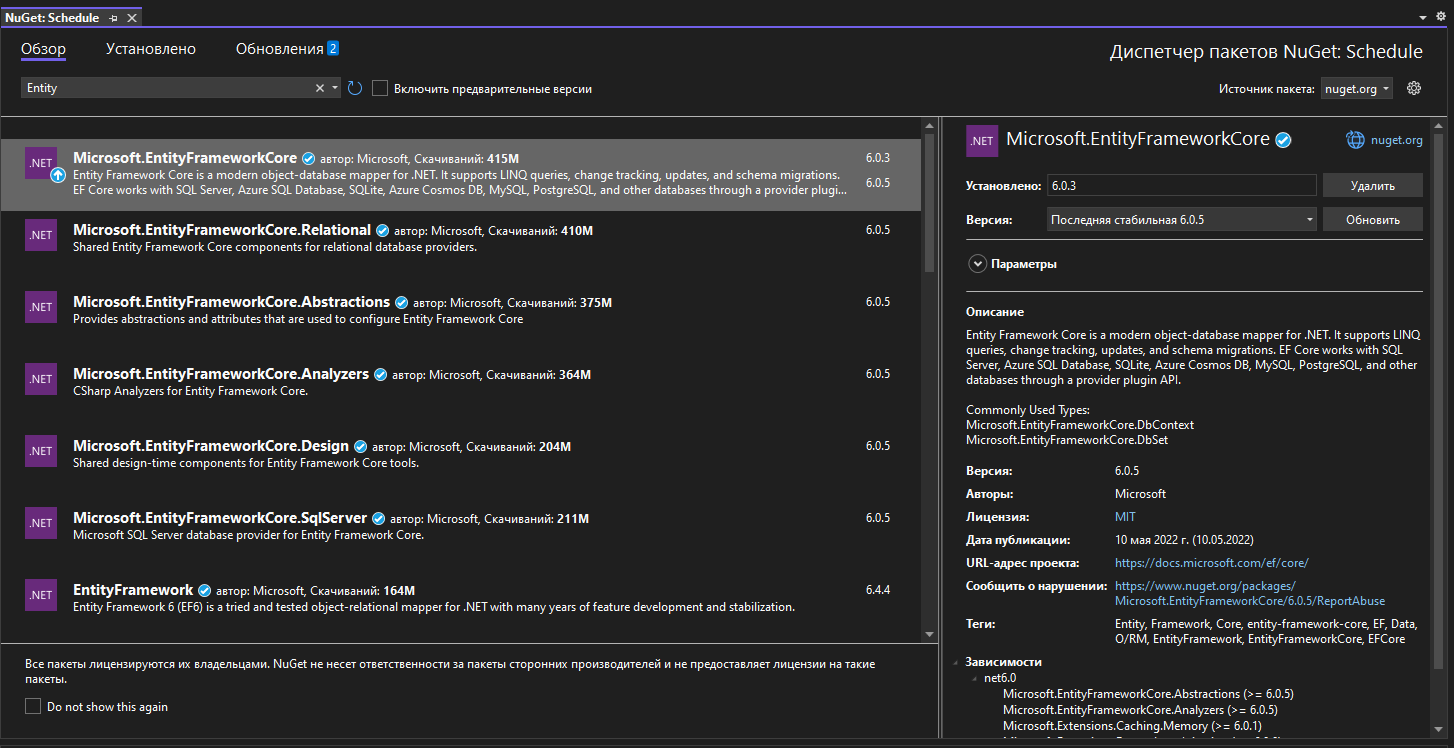 NuGet: Schedule
Обзор Установлено Обновления 2
Диспетчер пакетов NuGet: Schedule
Entity
Включить предварительные версии
Источник пакета: nuget.org
.NET
Microsoft.EntityFrameworkCore автор: Microsoft, Скачиваний: 415M 6.0.3
Entity Framework Core is a modern object-database mapper for .NET. It supports LINQ queries, change tracking, updates, and schema migrations.
EF Core works with SQL Server, Azure SQL Database, SQLite, Azure Cosmos DB, MySQL, PostgreSQL, and other databases through a provider plugi... 6.0.5
.NET
Microsoft.EntityFrameworkCore.Relational автор: Microsoft, Скачиваний: 410M 6.0.5
Shared Entity Framework Core components for relational database providers.
.NET
Microsoft.EntityFrameworkCore.Abstractions автор: Microsoft, Скачиваний: 375M 6.0.5
Provides abstractions and attributes that are used to configure Entity Framework Core
.NET
Microsoft.EntityFrameworkCore.Analyzers автор: Microsoft, Скачиваний: 364M 6.0.5
CSharp Analyzers for Entity Framework Core.
.NET
Microsoft.EntityFrameworkCore.Design автор: Microsoft, Скачиваний: 204M 6.0.5
Shared design-time components for Entity Framework Core tools.
.NET
Microsoft.EntityFrameworkCore.SqlServer автор: Microsoft, Скачиваний: 211M 6.0.5
Microsoft SQL Server database provider for Entity Framework Core.
.NET
EntityFramework автор: Microsoft, Скачиваний: 164M 6.4.4
Entity Framework 6 (EF6) is a tried and tested object-relational mapper for .NET with many years of feature development and stabilization.
Все пакеты лицензируются их владельцами. NuGet не несет ответственности за пакеты сторонних производителей и не предоставляет лицензии на такие
пакеты.
Do not show this again
.NET Microsoft.EntityFrameworkCore nuget.org
Установлено: 6.0.3 Удалить
Версия: Последняя стабильная 6.0.5 Обновить
Параметры
Описание
Entity Framework Core is a modern object-database mapper for .NET. It supports LINQ
queries, change tracking, updates, and schema migrations. EF Core works with SQL
Server, Azure SQL Database, SQLite, Azure Cosmos DB, MySQL, PostgreSQL, and other
databases through a provider plugin API.
Commonly Used Types:
Microsoft.EntityFrameworkCore.DbContext
Microsoft.EntityFrameworkCore.DbSet
Версия: 6.0.5
Авторы: Microsoft
Лицензия: MIT
Дата публикации: 10 мая 2022 г. (10.05.2022)
URL-адрес проекта: https://docs.microsoft.com/ef/core/
Сообщить о нарушении: https://www.nuget.org/packages/
Microsoft.EntityFrameworkCore/6.0.5/ReportAbuse
Теги: Entity, Framework, Core, entity-framework-core, EF, Data,
O/RM, EntityFramework, EntityFrameworkCore, EFCore
Зависимости
net6.0
Microsoft.EntityFrameworkCore.Abstractions (>= 6.0.5)
Microsoft.EntityFrameworkCore.Analyzers (>= 6.0.5)
Microsoft.Extensions.Caching.Memory (>= 6.0.1)